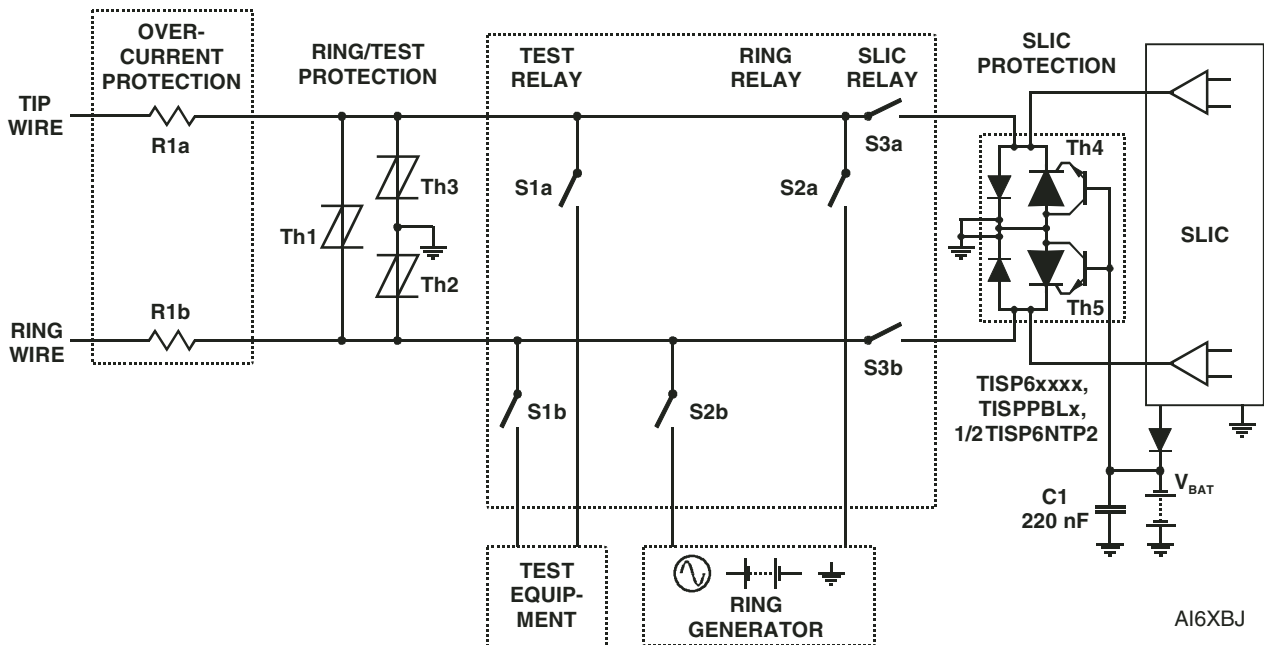 OVER-
CURRENT
PROTECTION
RING/TEST
PROTECTION
TEST
RELAY
RING
RELAY
SLIC
RELAY
SLIC
PROTECTION
TIP
WIRE
R1a
S3a
Th4
Th3
S1a
S2a
Th1
SLIC
Th2
R1b
Th5
RING
WIRE
S3b
S1b
S2b
TISP6xxxx,
TISPPBLx,
1/2 TISP6NTP2
VBAT
C1
220 nF
TEST
EQUIP-
MENT
RING
GENERATOR
AI6XBJ